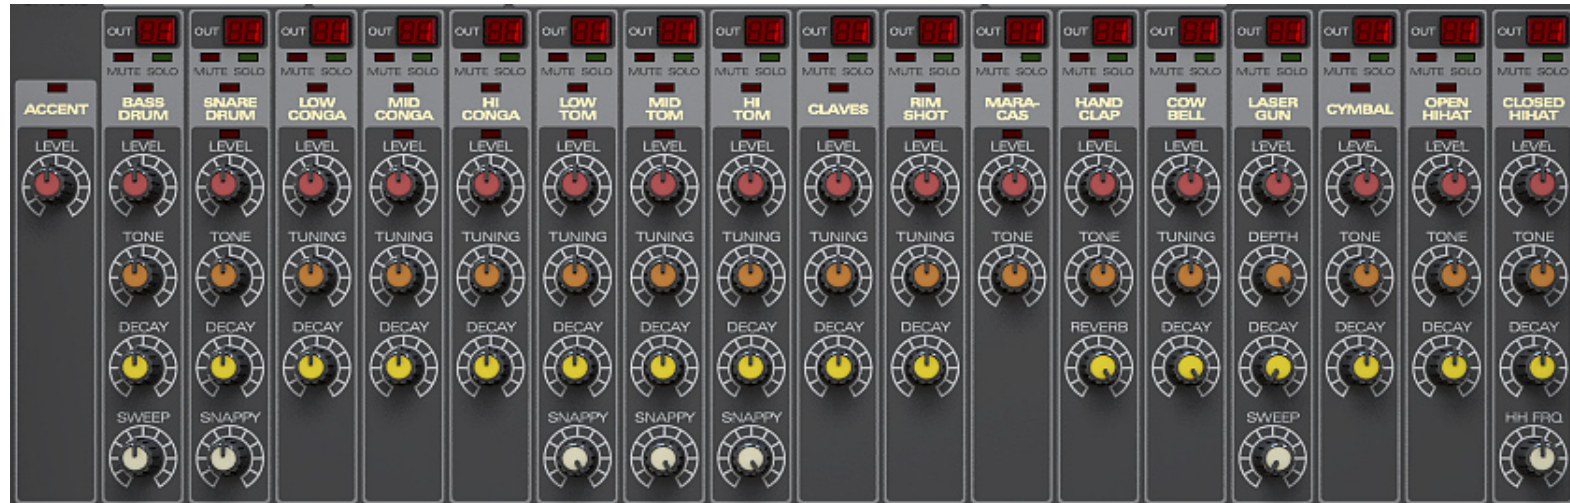 OUT OUT OUT OUT OUT OUT OUT OUT OUT OUT OUT OUT OUT OUT OUT OUT OUT
MUTE SOLO MUTE SOLO MUTE SOLO MUTE SOLO MUTE SOLO MUTE SOLO MUTE SOLO MUTE SOLO MUTE SOLO MUTE SOLO MUTE SOLO MUTE SOLO MUTE SOLO MUTE SOLO MUTE SOLO MUTE SOLO MUTE SOLO
ACCENT
BASS
DRUM
SNARE
DRUM
LOW
CONGA
MID
CONGA
HI
CONGA
LOW
TOM
MID
TOM
HI
TOM
CLAVES
RIM
SHOT
MARA-
CAS
HAND
CLAP
COW
BELL
LASER
GUN
CYMBAL
OPEN
HIHAT
CLOSED
HIHAT
LEVEL LEVEL LEVEL LEVEL LEVEL LEVEL LEVEL LEVEL LEVEL LEVEL LEVEL LEVEL LEVEL LEVEL LEVEL LEVEL LEVEL LEVEL
TONE TONE TUNING TUNING TUNING TUNING TUNING TUNING TUNING TUNING TONE TONE TUNING DEPTH TONE TONE TONE
DECAY DECAY DECAY DECAY DECAY DECAY DECAY DECAY DECAY DECAY REVERB DECAY DECAY DECAY DECAY DECAY
SWEEP SNAPPY SNAPPY SNAPPY SNAPPY SWEEP HH FRQ